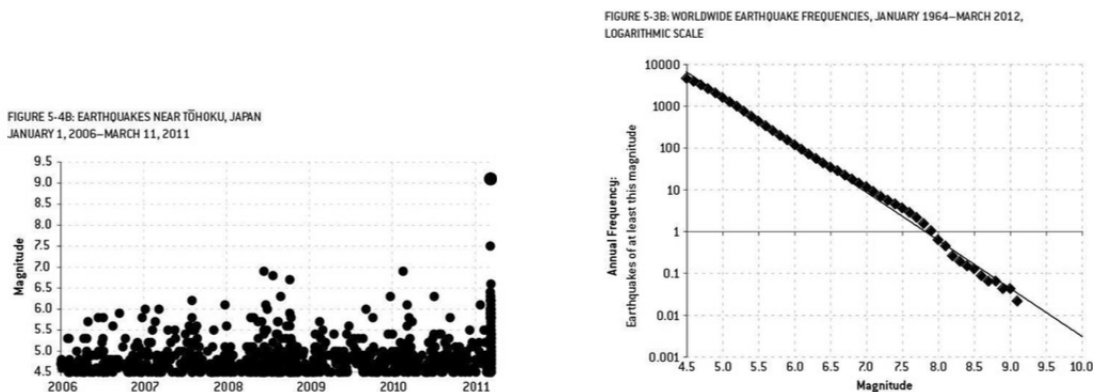 FIGURE 5-4B: EARTHQUAKES NEAR TŌHOKU, JAPAN
JANUARY 1, 2006—MARCH 11, 2011
Magnitude
9.5
9.0
8.5
8.0
7.5
7.0
6.5
6.0
5.5
5.0
4.5
2006 2007 2008 2009 2010 2011
FIGURE 5-3B: WORLDWIDE EARTHQUAKE FREQUENCIES, JANUARY 1964—MARCH 2012,
LOGARITHMIC SCALE
Annual Frequency:
Earthquakes of at least this magnitude
10000
1000
100
10
1
0.1
0.01
0.001
4.5 5.0 5.5 6.0 6.5 7.0 7.5 8.0 8.5 9.0 9.5 10.0
Magnitude